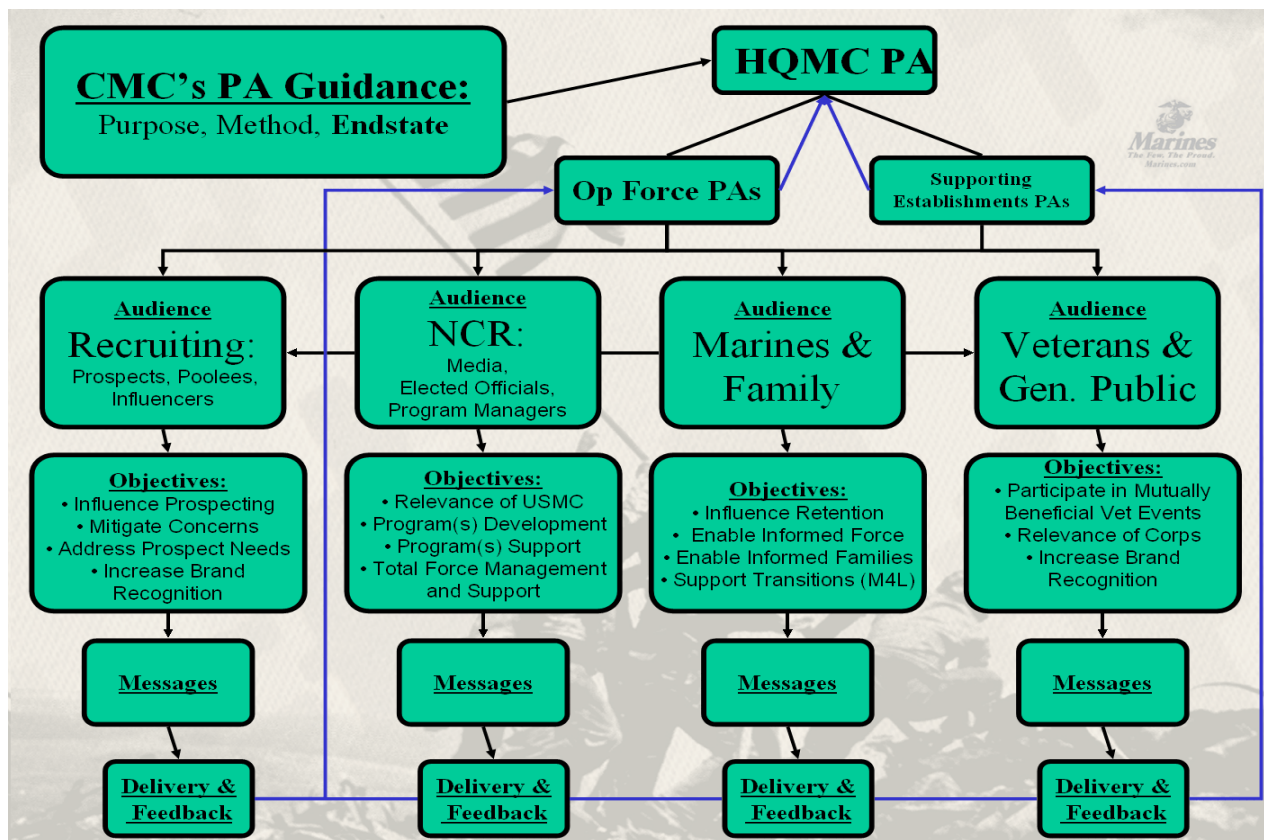 CMC's PA Guidance:
Purpose, Method, Endstate
HQMC PA
Marines
The Few. The Proud.
Marines.com
Op Force PAs
Supporting
Establishments PAs
Audience
Recruiting:
Prospects, Poolees,
Influencers
Audience
NCR:
Media,
Elected Officials,
Program Managers
Audience
Marines &
Family
Audience
Veterans &
Gen. Public
Objectives:
• Influence Prospecting
• Mitigate Concerns
• Address Prospect Needs
• Increase Brand
Recognition
Objectives:
• Relevance of USMC
• Program(s) Development
• Program(s) Support
• Total Force Management
and Support
Objectives:
• Influence Retention
• Enable Informed Force
• Enable Informed Families
• Support Transitions (M4L)
Objectives:
• Participate in Mutually
Beneficial Vet Events
• Relevance of Corps
• Increase Brand
Recognition
Messages
Messages
Messages
Messages
Delivery &
Feedback
Delivery &
Feedback
Delivery &
Feedback
Delivery &
Feedback